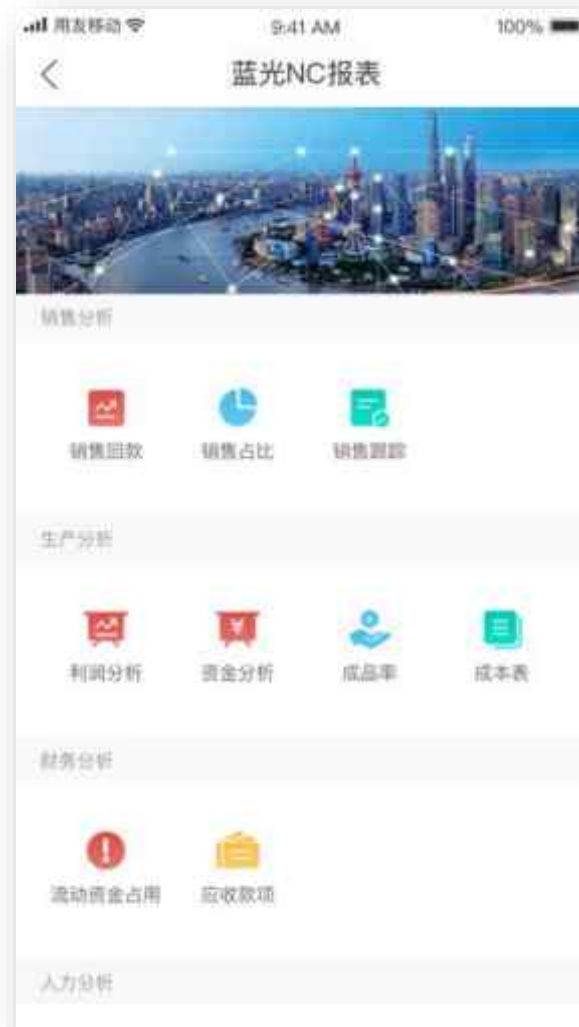 用友移动 9:41 AM 100%
蓝光NC报表
销售分析
销售回款 销售占比 销售跟踪
生产分析
利润分析 资金分析 成品率 成本表
财务分析
流动资金占用 应收款项
人力分析